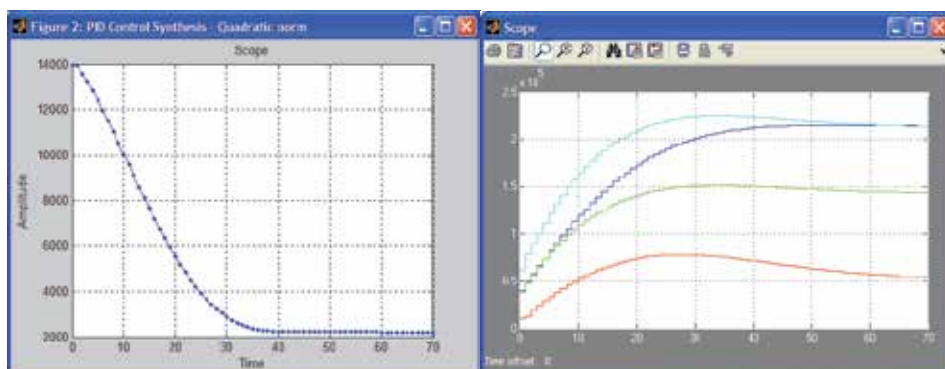 Figure 2: PID Control Synthesis - Quadratic norm
Scope
14000
12000
10000
8000
6000
4000
2000
Amplitude
0 10 20 30 40 50 60 70
Time
Scope
x 10^5
2.5
2
1.5
1
0.5
0
0 10 20 30 40 50 60 70
Time offset: 0